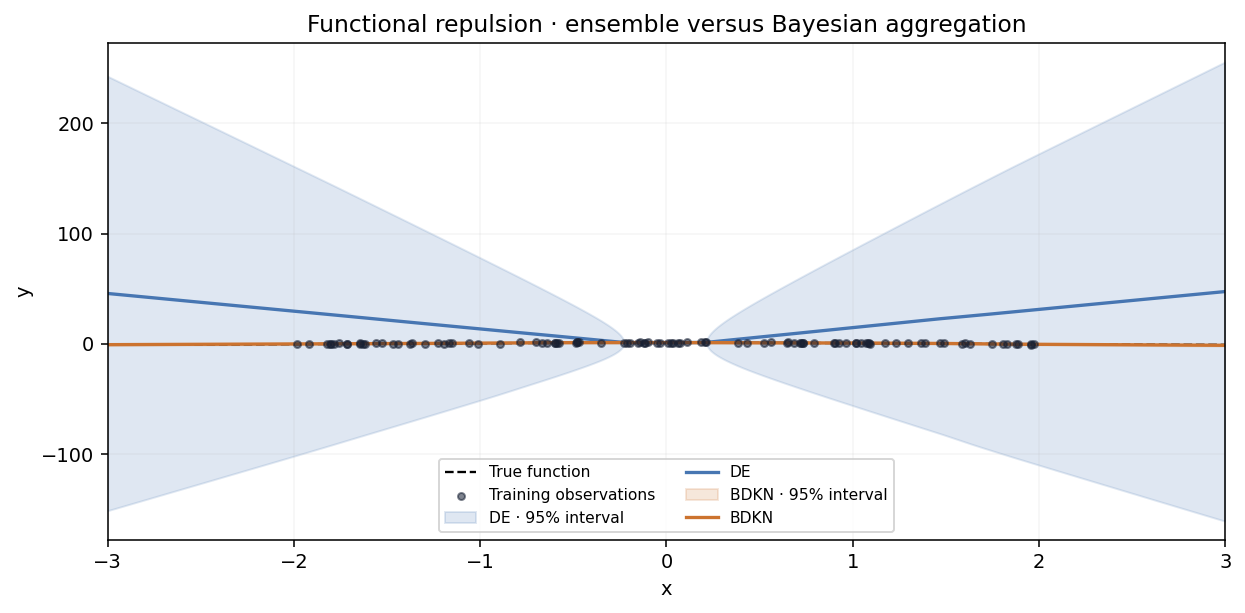 Functional repulsion · ensemble versus Bayesian aggregation
y
200
100
0
−100
True function
Training observations
DE · 95% interval
DE
BDKN · 95% interval
BDKN
−3
−2
−1
0
1
2
3
x